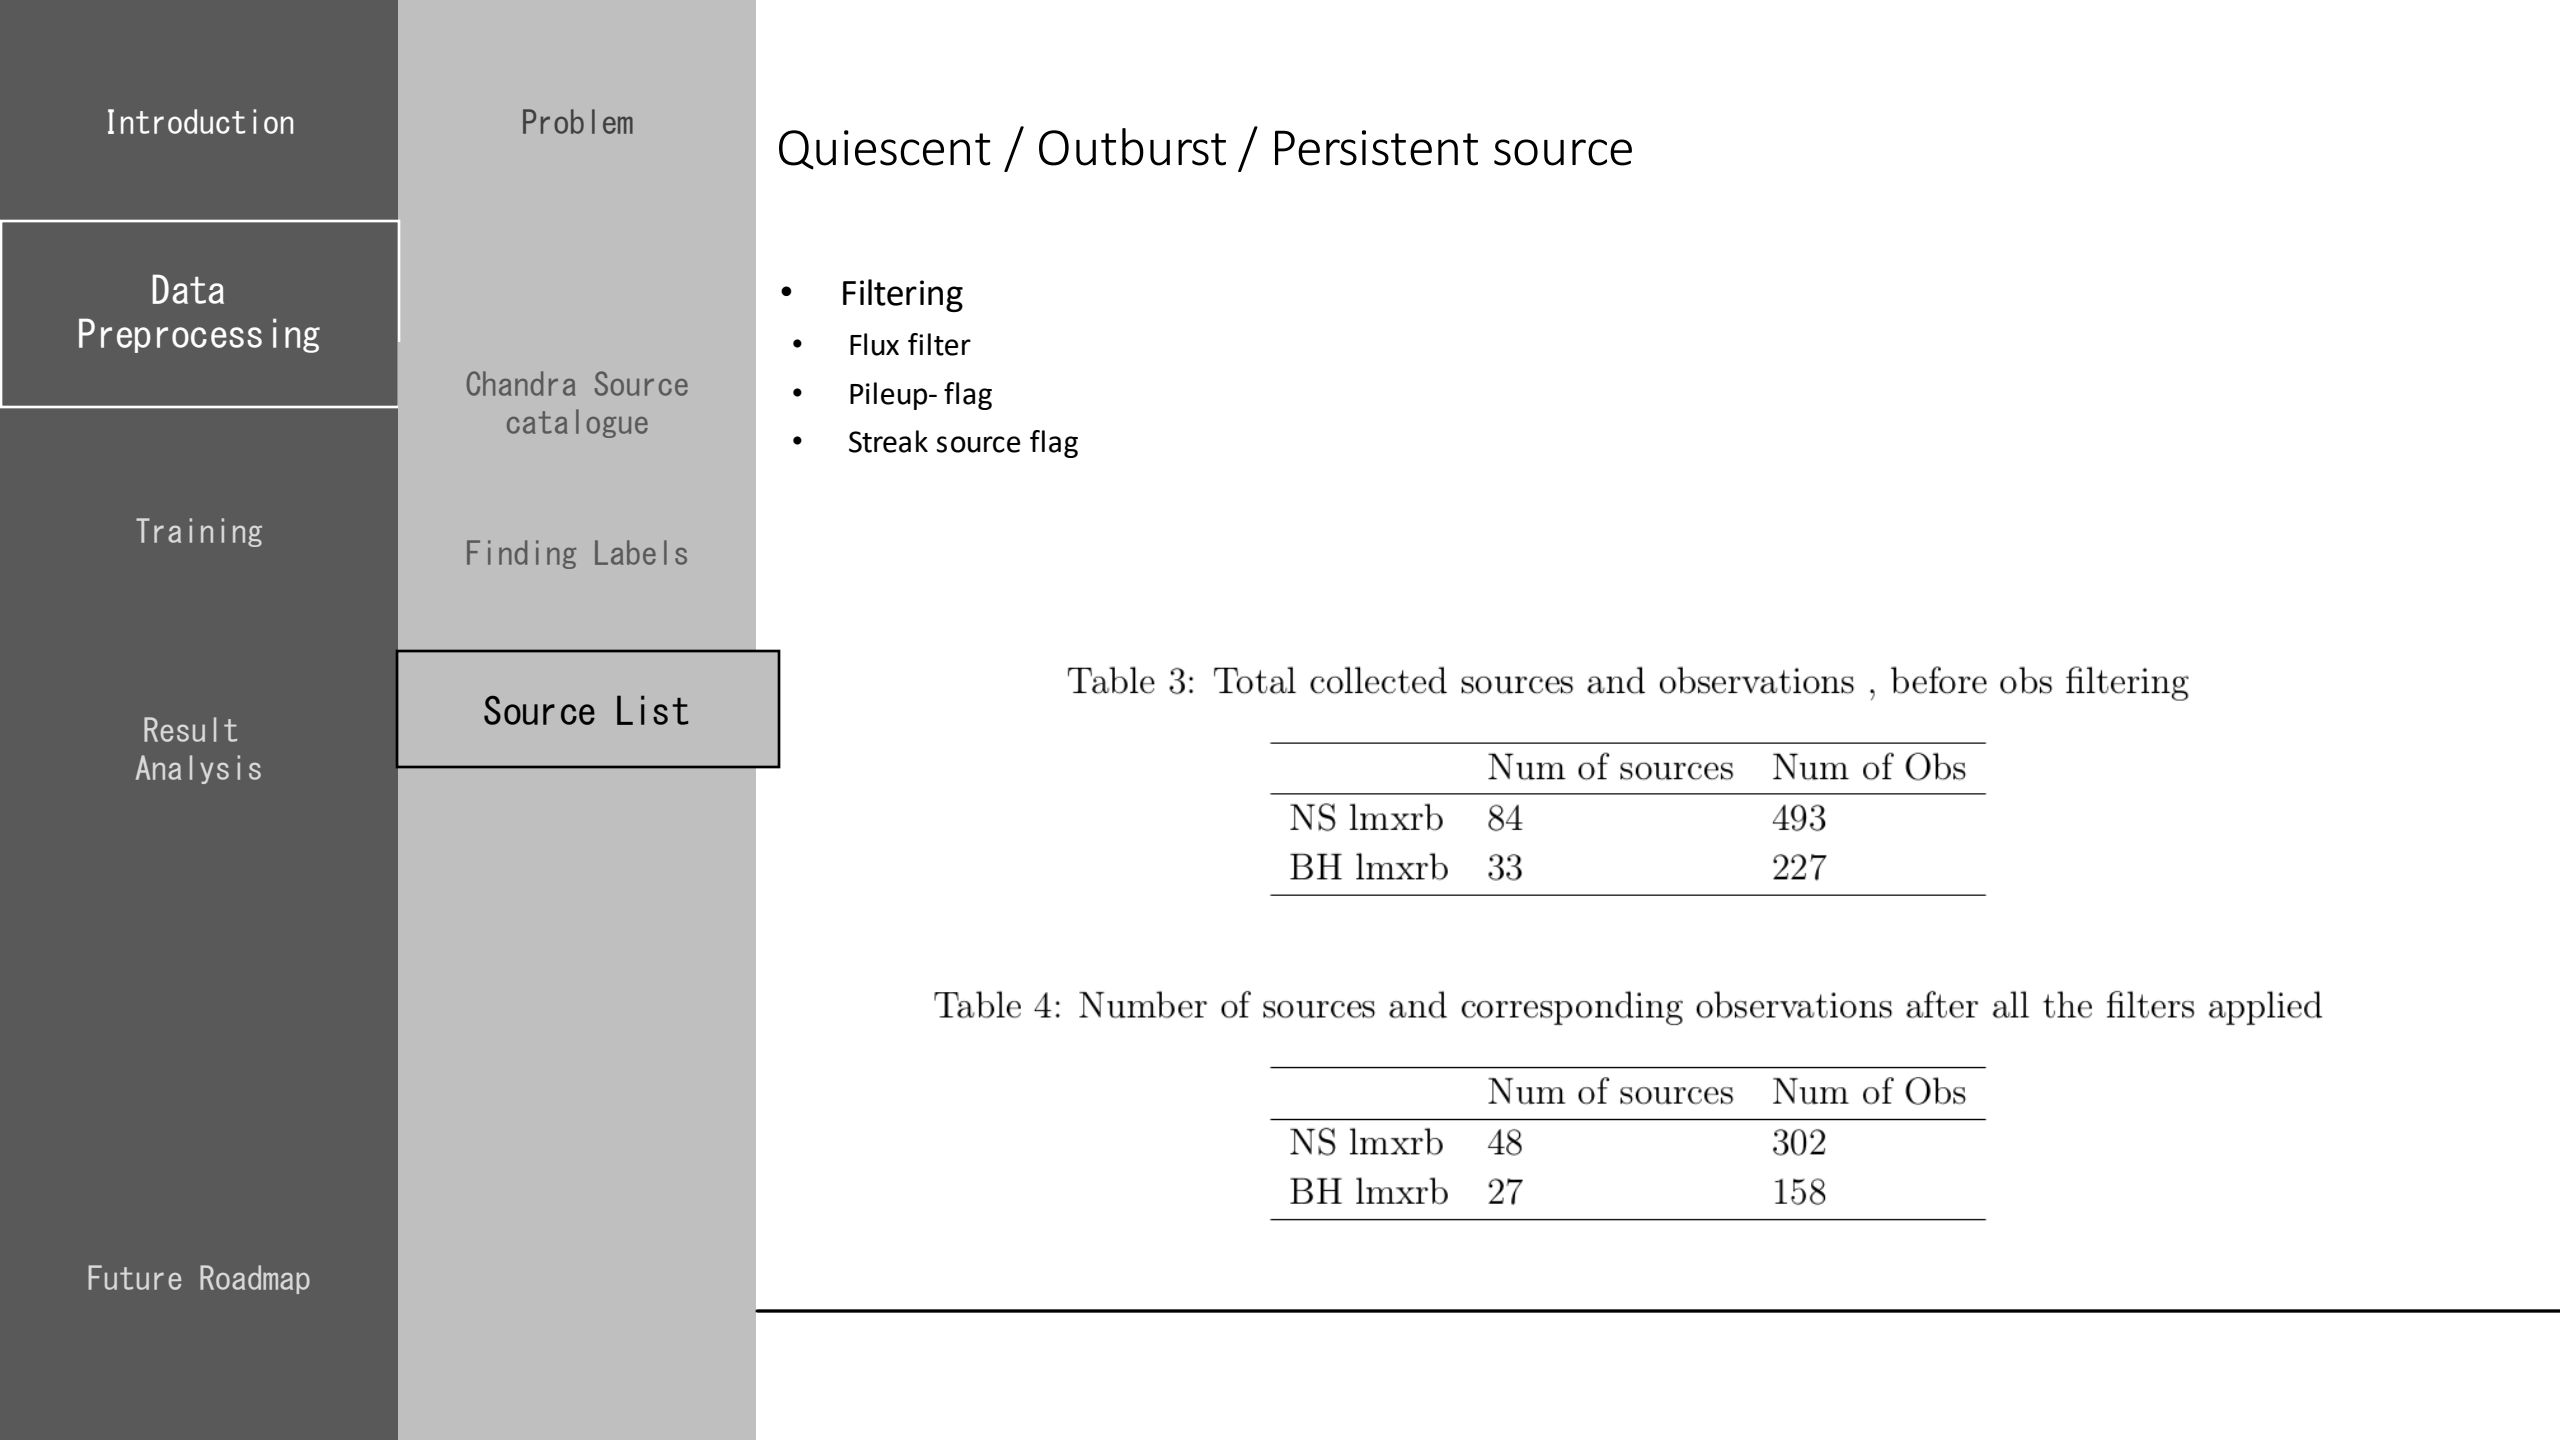 Introduction
Data
Preprocessing
Training
Result
Analysis
Future Roadmap
Problem
Chandra Source
catalogue
Finding Labels
Source List
Quiescent / Outburst / Persistent source
• Filtering
• Flux filter
• Pileup- flag
• Streak source flag
Table 3: Total collected sources and observations , before obs filtering
Num of sources Num of Obs
NS lmxrb 84 493
BH lmxrb 33 227
Table 4: Number of sources and corresponding observations after all the filters applied
Num of sources Num of Obs
NS lmxrb 48 302
BH lmxrb 27 158